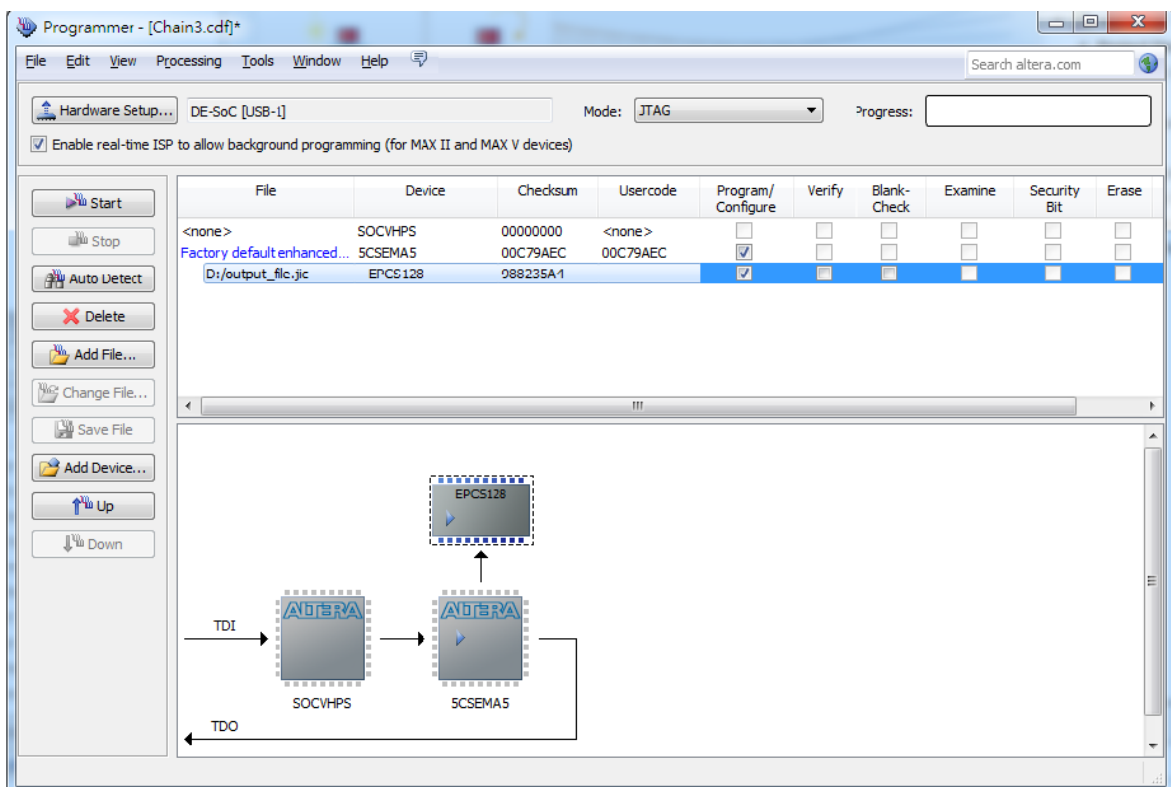 Programmer - [Chain3.cdf]*
File Edit View Processing Tools Window Help Search altera.com
Hardware Setup... DE-SoC [USB-1] Mode: JTAG Progress:
Enable real-time ISP to allow background programming (for MAX II and MAX V devices)
Start
Stop
Auto Detect
Delete
Add File...
Change File...
Save File
Add Device...
Up
Down
File Device Checksum Usercode Program/ Verify Blank- Examine Security Erase
Configure Check Bit
<none> SOCVHPS 00000000 <none>
Factory default enhanced... 5CSEMA5 00C79AEC 00C79AEC
D:/output_file.jic EPCS128 988235A4
EPCS128
ALTERA ALTERA
TDI
SOCVHPS 5CSEMA5
TDO